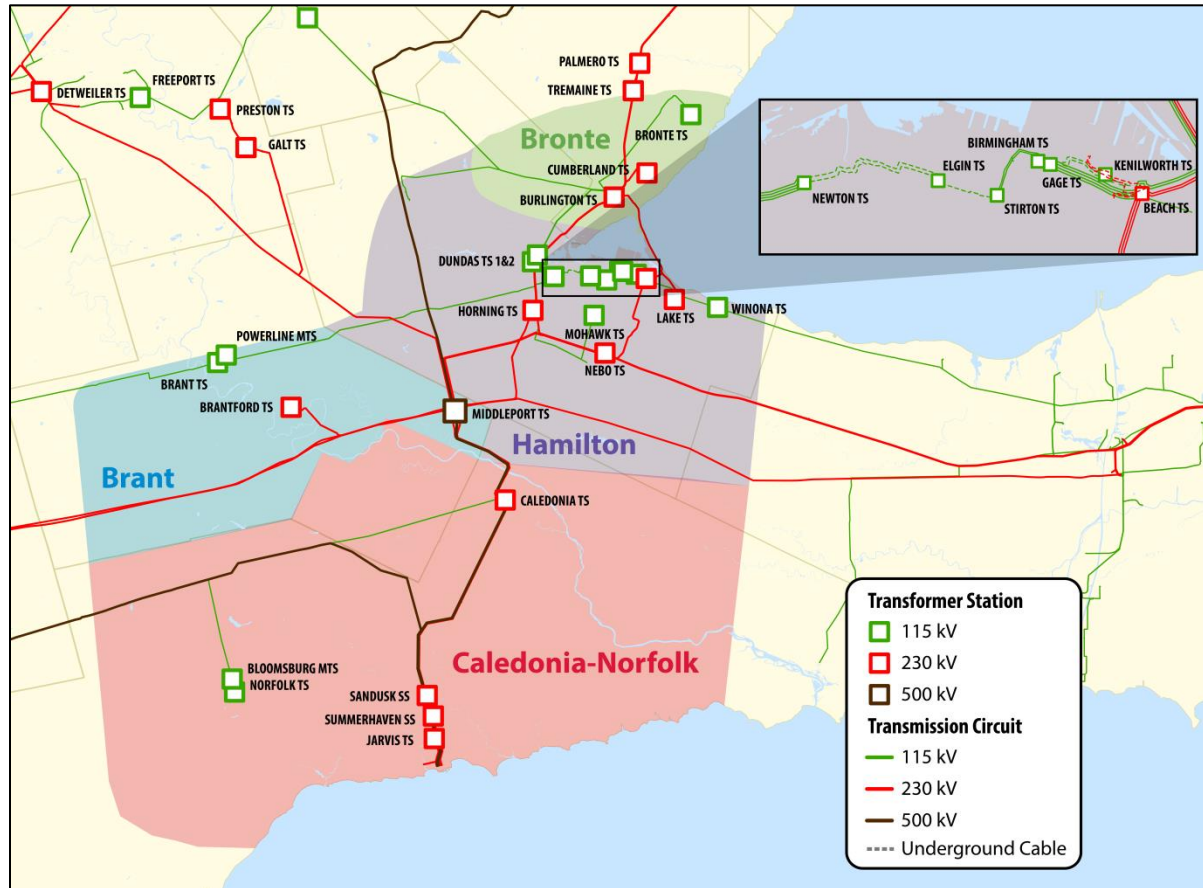 PALMERO TS
TREMAINE TS
DETWEILER TS
FREEPORT TS
PRESTON TS
GALT TS
Bronte
BRONTE TS
CUMBERLAND TS
BURLINGTON TS
BIRMINGHAM TS
ELGIN TS
KENILWORTH TS
GAGE TS
NEWTON TS
STIRTON TS
BEACH TS
DUNDAS TS 1&2
HORNING TS
LAKE TS
WINONA TS
MOHAWK TS
NEBO TS
POWERLINE MTS
BRANT TS
BRANTFORD TS
MIDDLEPORT TS
Hamilton
Brant
CALEDONIA TS
Caledonia-Norfolk
BLOOMSBURG MTS
NORFOLK TS
SANDUSK SS
SUMMERHAVEN SS
JARVIS TS
Transformer Station
115 kV
230 kV
500 kV
Transmission Circuit
115 kV
230 kV
500 kV
Underground Cable